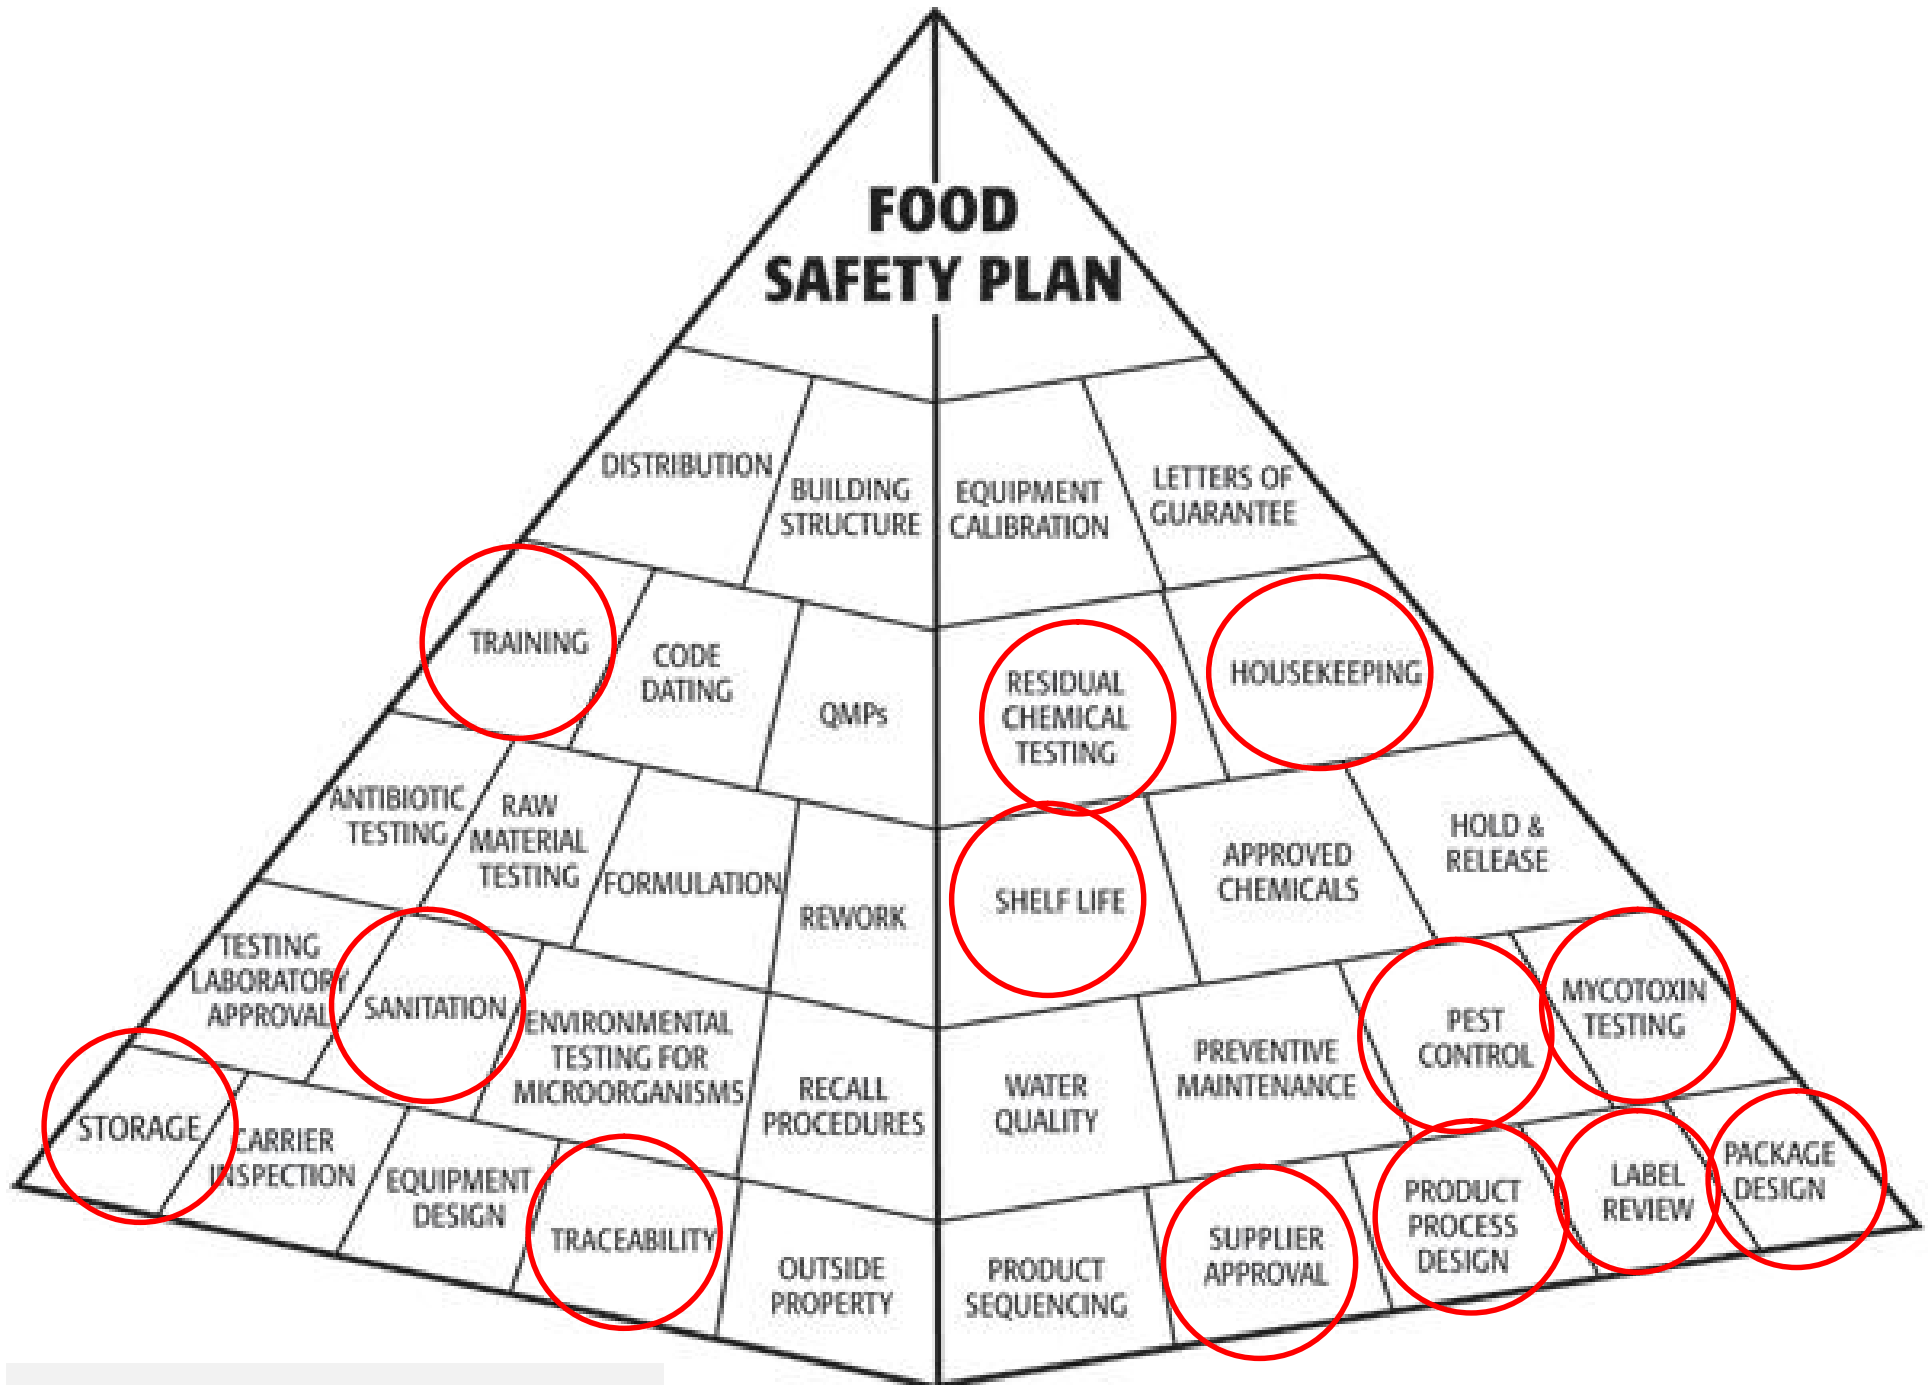 FOOD
SAFETY PLAN
DISTRIBUTION
BUILDING
STRUCTURE
EQUIPMENT
CALIBRATION
LETTERS OF
GUARANTEE
TRAINING
CODE
DATING
QMPs
RESIDUAL
CHEMICAL
TESTING
HOUSEKEEPING
ANTIBIOTIC
TESTING
RAW
MATERIAL
TESTING
FORMULATION
REWORK
SHELF LIFE
APPROVED
CHEMICALS
HOLD &
RELEASE
TESTING
LABORATORY
APPROVAL
SANITATION
ENVIRONMENTAL
TESTING FOR
MICROORGANISMS
RECALL
PROCEDURES
WATER
QUALITY
PREVENTIVE
MAINTENANCE
PEST
CONTROL
MYCOTOXIN
TESTING
STORAGE
CARRIER
INSPECTION
EQUIPMENT
DESIGN
TRACEABILITY
OUTSIDE
PROPERTY
PRODUCT
SEQUENCING
SUPPLIER
APPROVAL
PRODUCT
PROCESS
DESIGN
LABEL
REVIEW
PACKAGE
DESIGN